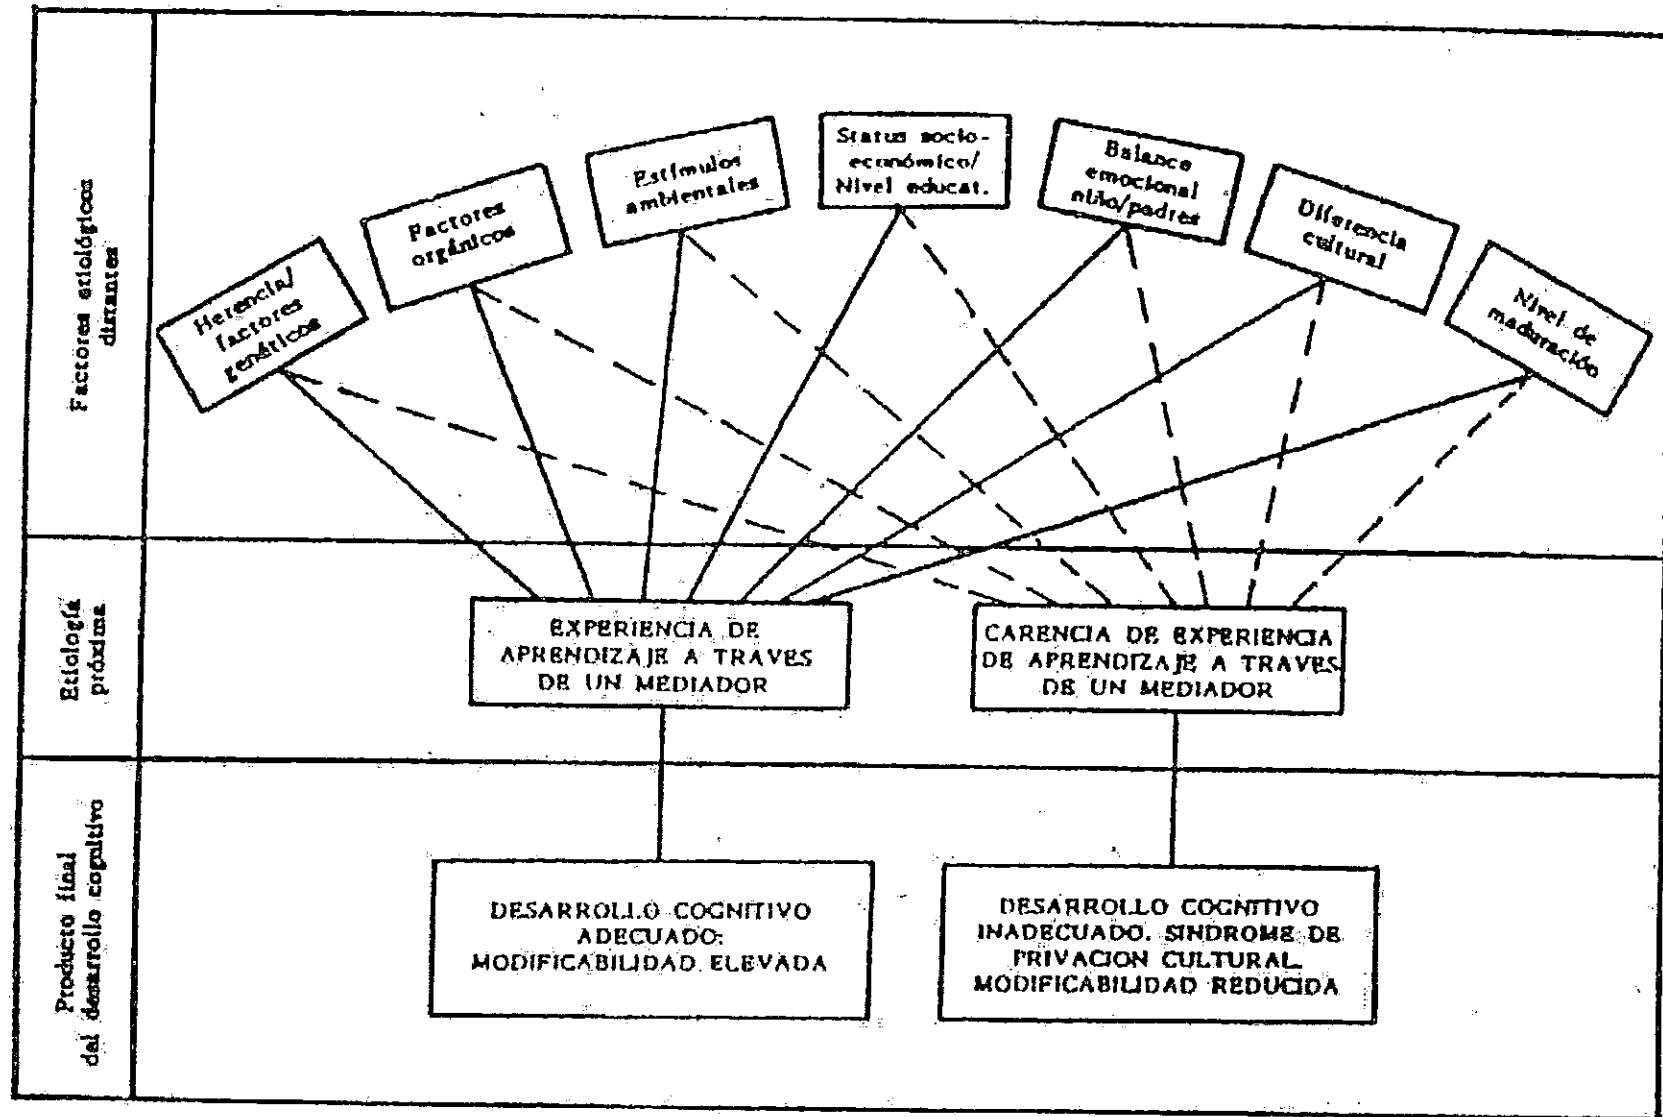 Factores etiológicos
distantes
Herencia/
factores
genéticos
Factores
orgánicos
Estímulos
ambientales
Status socio-
económico/
Nivel educat.
Balance
emocional
niño/padres
Diferencia
cultural
Nivel de
maduración
Etiología
próxima
EXPERIENCIA DE
APRENDIZAJE A TRAVES
DE UN MEDIADOR
CARENCIA DE EXPERIENCIA
DE APRENDIZAJE A TRAVES
DE UN MEDIADOR
Producto final
dal desarrollo cognitivo
DESARROLLO COGNITIVO
ADECUADO:
MODIFICABILIDAD ELEVADA
DESARROLLO COGNITIVO
INADECUADO. SINDROME DE
PRIVACION CULTURAL.
MODIFICABILIDAD REDUCIDA